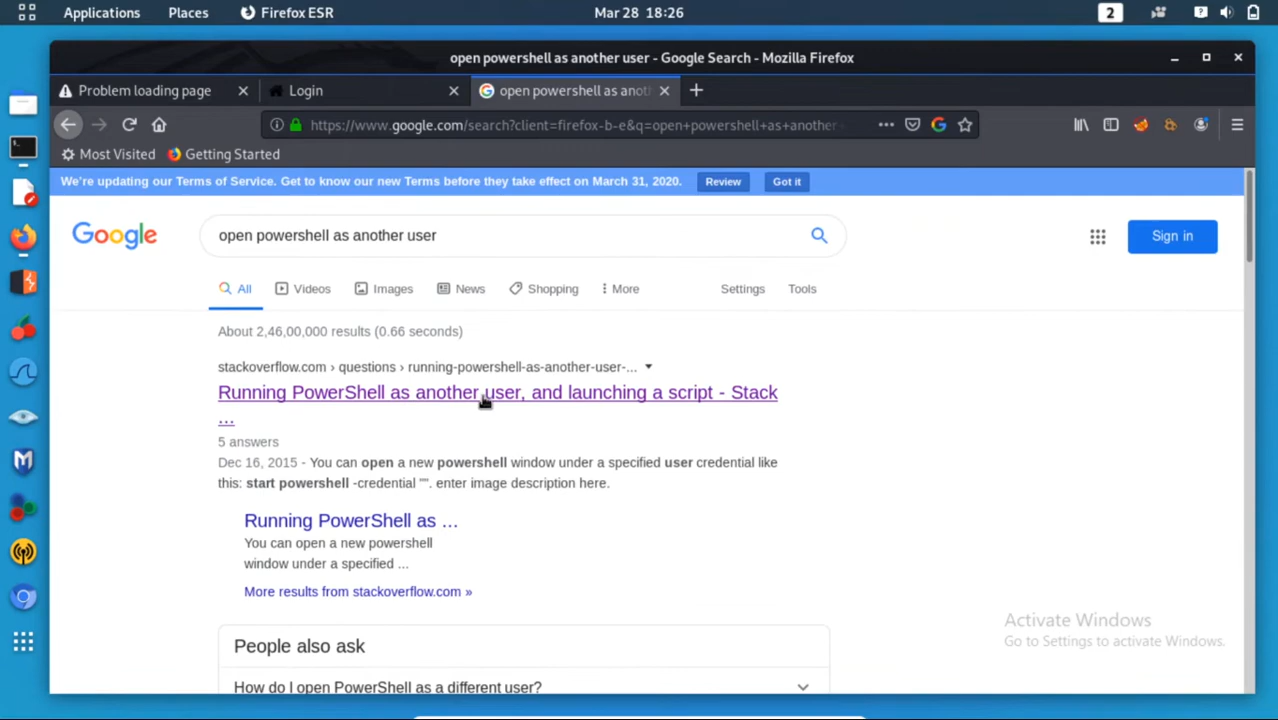 Applications Places Firefox ESR Mar 28 18:26 2
open powershell as another user - Google Search - Mozilla Firefox
Problem loading page Login open powershell as anot
https://www.google.com/search?client=firefox-b-e&q=open+powershell+as+another
Most Visited Getting Started
We're updating our Terms of Service. Get to know our new Terms before they take effect on March 31, 2020. Review Got it
Google open powershell as another user Sign in
All Videos Images News Shopping More Settings Tools
About 2,46,00,000 results (0.66 seconds)
stackoverflow.com › questions › running-powershell-as-another-user-...
Running PowerShell as another user, and launching a script - Stack
...
5 answers
Dec 16, 2015 - You can open a new powershell window under a specified user credential like
this: start powershell -credential "". enter image description here.
Running PowerShell as ...
You can open a new powershell
window under a specified ...
More results from stackoverflow.com »
Activate Windows
Go to Settings to activate Windows.
People also ask
How do I open PowerShell as a different user?